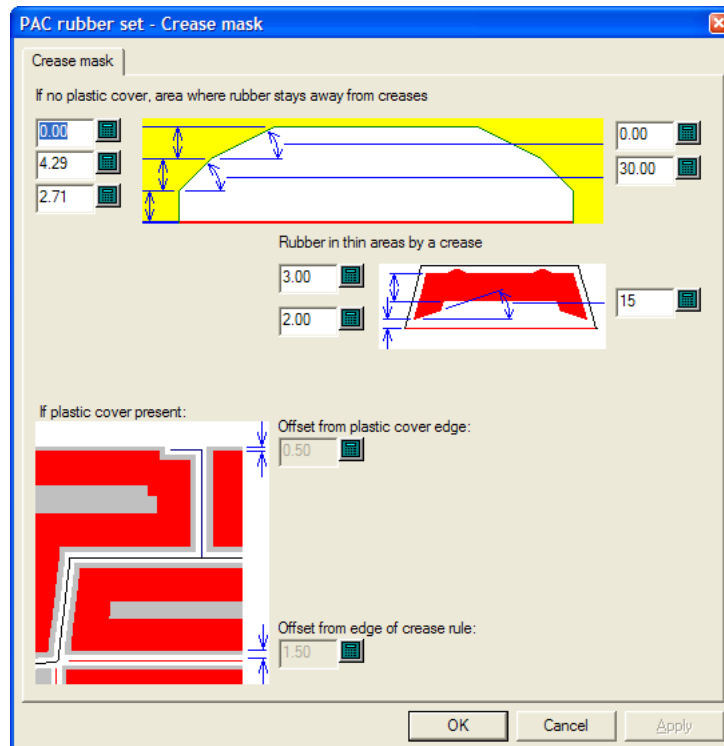 PAC rubber set - Crease mask
Crease mask
If no plastic cover, area where rubber stays away from creases
0.00
0.00
4.29
30.00
2.71
Rubber in thin areas by a crease
3.00
15
2.00
If plastic cover present:
Offset from plastic cover edge:
0.50
Offset from edge of crease rule:
1.50
OK
Cancel
Apply